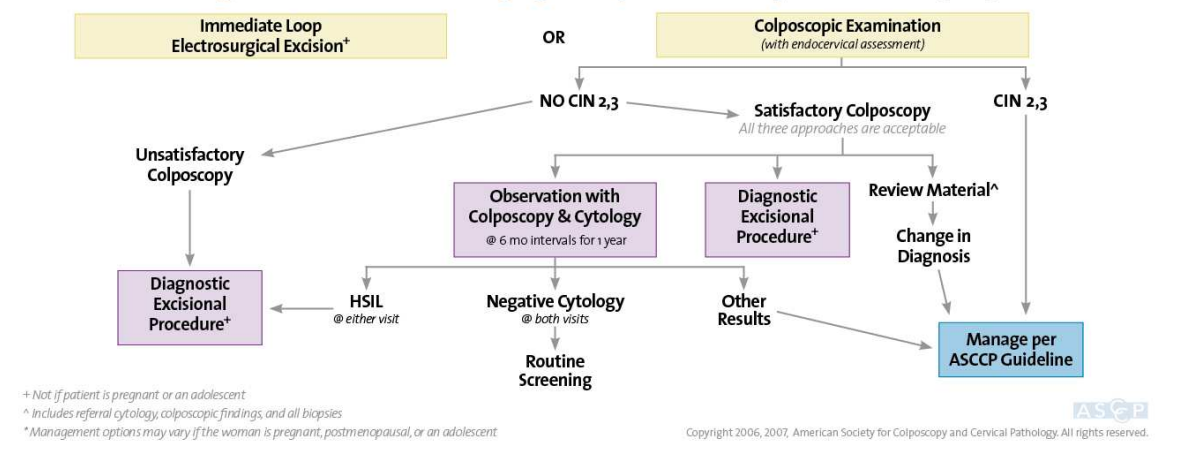 Immediate Loop
Electrosurgical Excision+
OR
Colposcopic Examination
(with endocervical assessment)
NO CIN 2,3
CIN 2,3
Satisfactory Colposcopy
All three approaches are acceptable
Unsatisfactory
Colposcopy
Observation with
Colposcopy & Cytology
@ 6 mo intervals for 1 year
Diagnostic
Excisional
Procedure+
Review Material^
Change in
Diagnosis
Diagnostic
Excisional
Procedure+
HSIL
@ either visit
Negative Cytology
@ both visits
Other
Results
Routine
Screening
Manage per
ASCCP Guideline
+ Not if patient is pregnant or an adolescent
^ Includes referral cytology, colposcopic findings, and all biopsies
* Management options may vary if the woman is pregnant, postmenopausal, or an adolescent
Copyright 2006, 2007, American Society for Colposcopy and Cervical Pathology. All rights reserved.